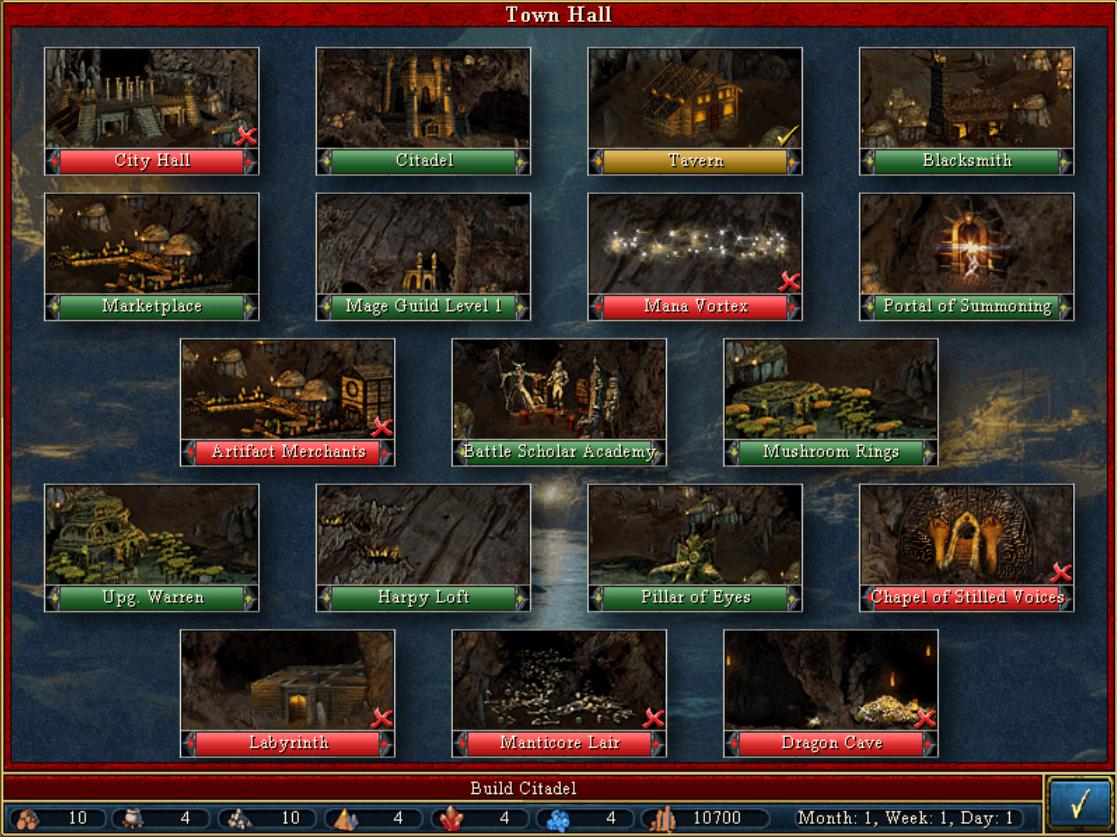 Town Hall
City Hall
Citadel
Tavern
Blacksmith
Marketplace
Mage Guild Level 1
Mana Vortex
Portal of Summoning
Artifact Merchants
Battle Scholar Academy
Mushroom Rings
Upg. Warren
Harpy Loft
Pillar of Eyes
Chapel of Stilled Voices
Labyrinth
Manticore Lair
Dragon Cave
Build Citadel
10 4 10 4 4 4 10700 Month: 1, Week: 1, Day: 1